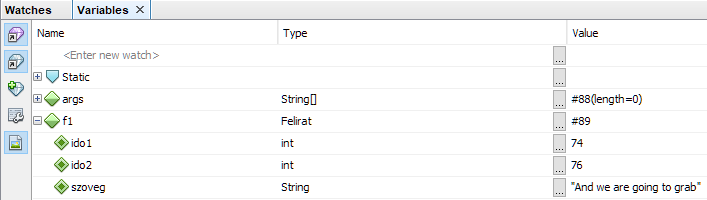 Watches Variables
Name Type Value
<Enter new watch> ...
Static ...
args String[] ... #88(length=0)
f1 Felirat ... #89
ido1 int ... 74
ido2 int ... 76
szoveg String ... "And we are going to grab"